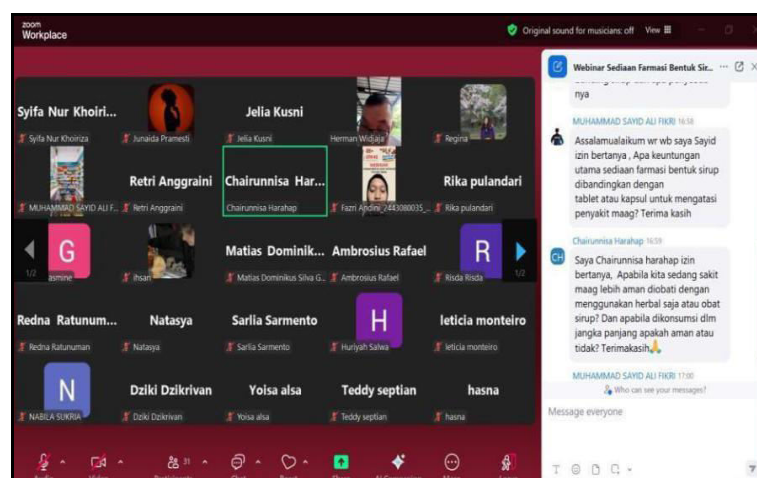 zoom
Workplace
Original sound for musicians: off View
Syifa Nur Khoiri...
Syifa Nur Khoiriza
Junaida Pramesti
Jelia Kusni
Jelia Kusni
Herman Widjaja
Regina
MUHAMMAD SAYID ALI F...
Retri Anggraini
Retri Anggraini
Chairunnisa Har...
Chairunnisa Harahap
Fazri Andini_2443080035_...
Rika pulandari
Rika pulandari
1/2
G
asmine
ihsan
Matias Dominik...
Matias Dominikus Silva G...
Ambrosius Rafael
Ambrosius Rafael
R
Risda Risda
1/2
Redna Ratunum...
Redna Ratunuman
Natasya
Natasya
Sarlia Sarmento
Sarlia Sarmento
H
Huriyah Salwa
leticia monteiro
leticia monteiro
N
NABILA SUKRIA
Dziki Dzikrivan
Dziki Dzikrivan
Yoisa alsa
Yoisa alsa
Teddy septian
Teddy septian
hasna
hasna
31
Webinar Sediaan Farmasi Bentuk Sir...
nya
MUHAMMAD SAYID ALI FIKRI 16:58
Assalamualaikum wr wb saya Sayid
izin bertanya , Apa keuntungan
utama sediaan farmasi bentuk sirup
dibandingkan dengan
tablet atau kapsul untuk mengatasi
penyakit maag? Terima kasih
Chairunnisa Harahap 16:59
CH
Saya Chairunnisa harahap izin
bertanya, Apabila kita sedang sakit
maag lebih aman diobati dengan
menggunakan herbal saja atau obat
sirup? Dan apabila dikonsumsi dlm
jangka panjang apakah aman atau
tidak? Terimakasih🙏
MUHAMMAD SAYID ALI FIKRI 17:00
Who can see your messages?
Message everyone